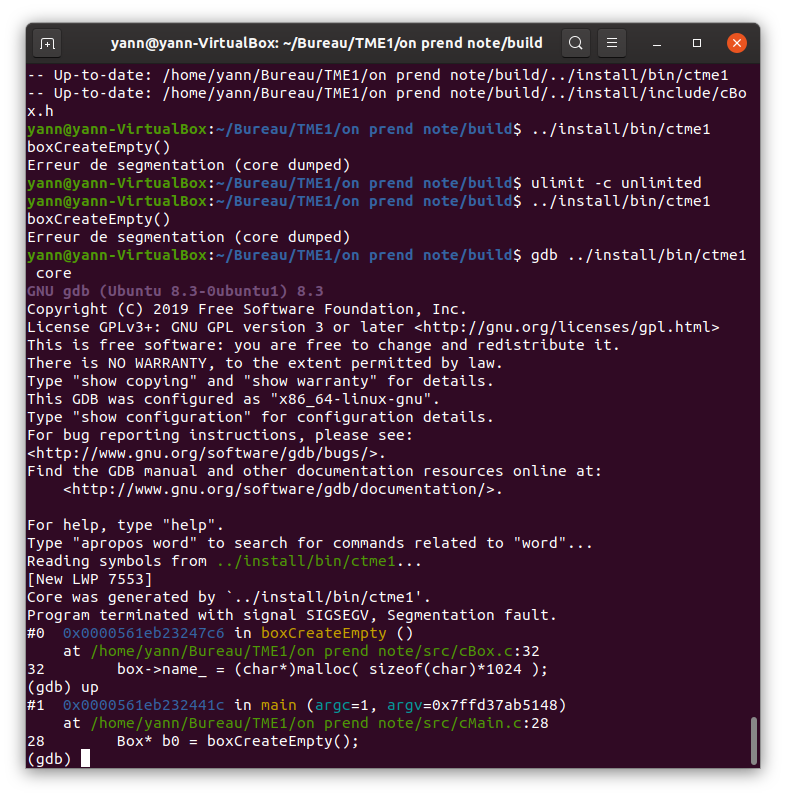 yann@yann-VirtualBox: ~/Bureau/TME1/on prend note/build
-- Up-to-date: /home/yann/Bureau/TME1/on prend note/build/../install/bin/ctme1
-- Up-to-date: /home/yann/Bureau/TME1/on prend note/build/../install/include/cBo
x.h
yann@yann-VirtualBox:~/Bureau/TME1/on prend note/build$ ../install/bin/ctme1
boxCreateEmpty()
Erreur de segmentation (core dumped)
yann@yann-VirtualBox:~/Bureau/TME1/on prend note/build$ ulimit -c unlimited
yann@yann-VirtualBox:~/Bureau/TME1/on prend note/build$ ../install/bin/ctme1
boxCreateEmpty()
Erreur de segmentation (core dumped)
yann@yann-VirtualBox:~/Bureau/TME1/on prend note/build$ gdb ../install/bin/ctme1
 core
GNU gdb (Ubuntu 8.3-0ubuntu1) 8.3
Copyright (C) 2019 Free Software Foundation, Inc.
License GPLv3+: GNU GPL version 3 or later <http://gnu.org/licenses/gpl.html>
This is free software: you are free to change and redistribute it.
There is NO WARRANTY, to the extent permitted by law.
Type "show copying" and "show warranty" for details.
This GDB was configured as "x86_64-linux-gnu".
Type "show configuration" for configuration details.
For bug reporting instructions, please see:
<http://www.gnu.org/software/gdb/bugs/>.
Find the GDB manual and other documentation resources online at:
    <http://www.gnu.org/software/gdb/documentation/>.
For help, type "help".
Type "apropos word" to search for commands related to "word"...
Reading symbols from ../install/bin/ctme1...
[New LWP 7553]
Core was generated by `../install/bin/ctme1'.
Program terminated with signal SIGSEGV, Segmentation fault.
#0  0x0000561eb23247c6 in boxCreateEmpty ()
    at /home/yann/Bureau/TME1/on prend note/src/cBox.c:32
32        box->name_ = (char*)malloc( sizeof(char)*1024 );
(gdb) up
#1  0x0000561eb232441c in main (argc=1, argv=0x7ffd37ab5148)
    at /home/yann/Bureau/TME1/on prend note/src/cMain.c:28
28        Box* b0 = boxCreateEmpty();
(gdb)